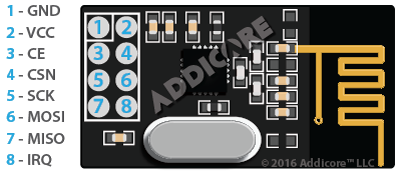 1 - GND
2 - VCC
3 - CE
4 - CSN
5 - SCK
6 - MOSI
7 - MISO
8 - IRQ
1 2
3 4
5 6
7 8
ADDICORE
© 2016 Addicore™ LLC